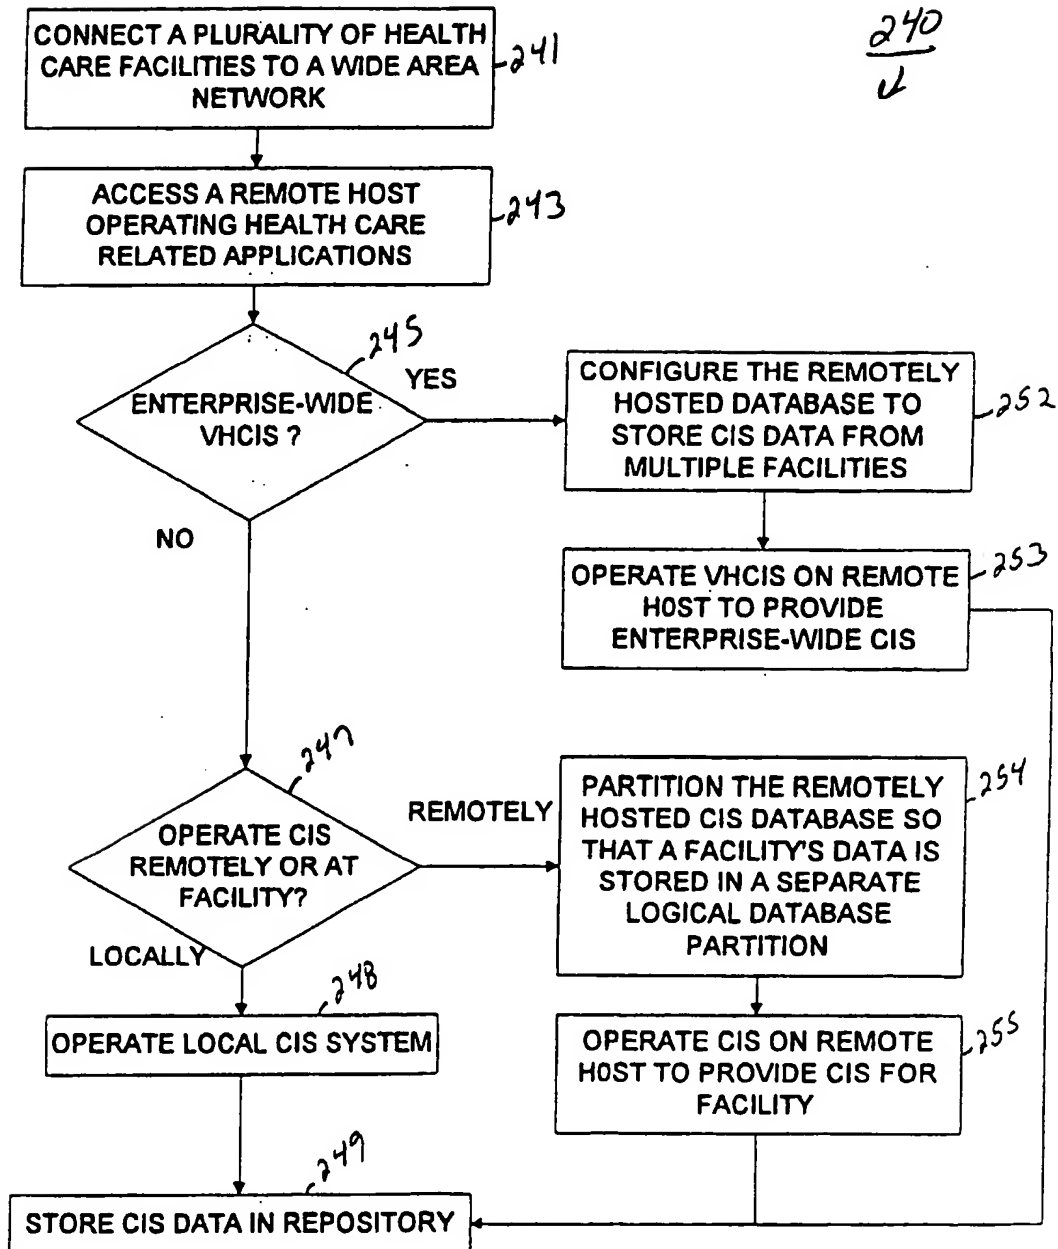 240
CONNECT A PLURALITY OF HEALTH
CARE FACILITIES TO A WIDE AREA
NETWORK
241
ACCESS A REMOTE HOST
OPERATING HEALTH CARE
RELATED APPLICATIONS
243
245
ENTERPRISE-WIDE
VHCIS ?
YES
NO
CONFIGURE THE REMOTELY
HOSTED DATABASE TO
STORE CIS DATA FROM
MULTIPLE FACILITIES
252
OPERATE VHCIS ON REMOTE
HOST TO PROVIDE
ENTERPRISE-WIDE CIS
253
247
OPERATE CIS
REMOTELY OR AT
FACILITY?
REMOTELY
LOCALLY
PARTITION THE REMOTELY
HOSTED CIS DATABASE SO
THAT A FACILITY'S DATA IS
STORED IN A SEPARATE
LOGICAL DATABASE
PARTITION
254
248
OPERATE LOCAL CIS SYSTEM
OPERATE CIS ON REMOTE
HOST TO PROVIDE CIS FOR
FACILITY
255
249
STORE CIS DATA IN REPOSITORY